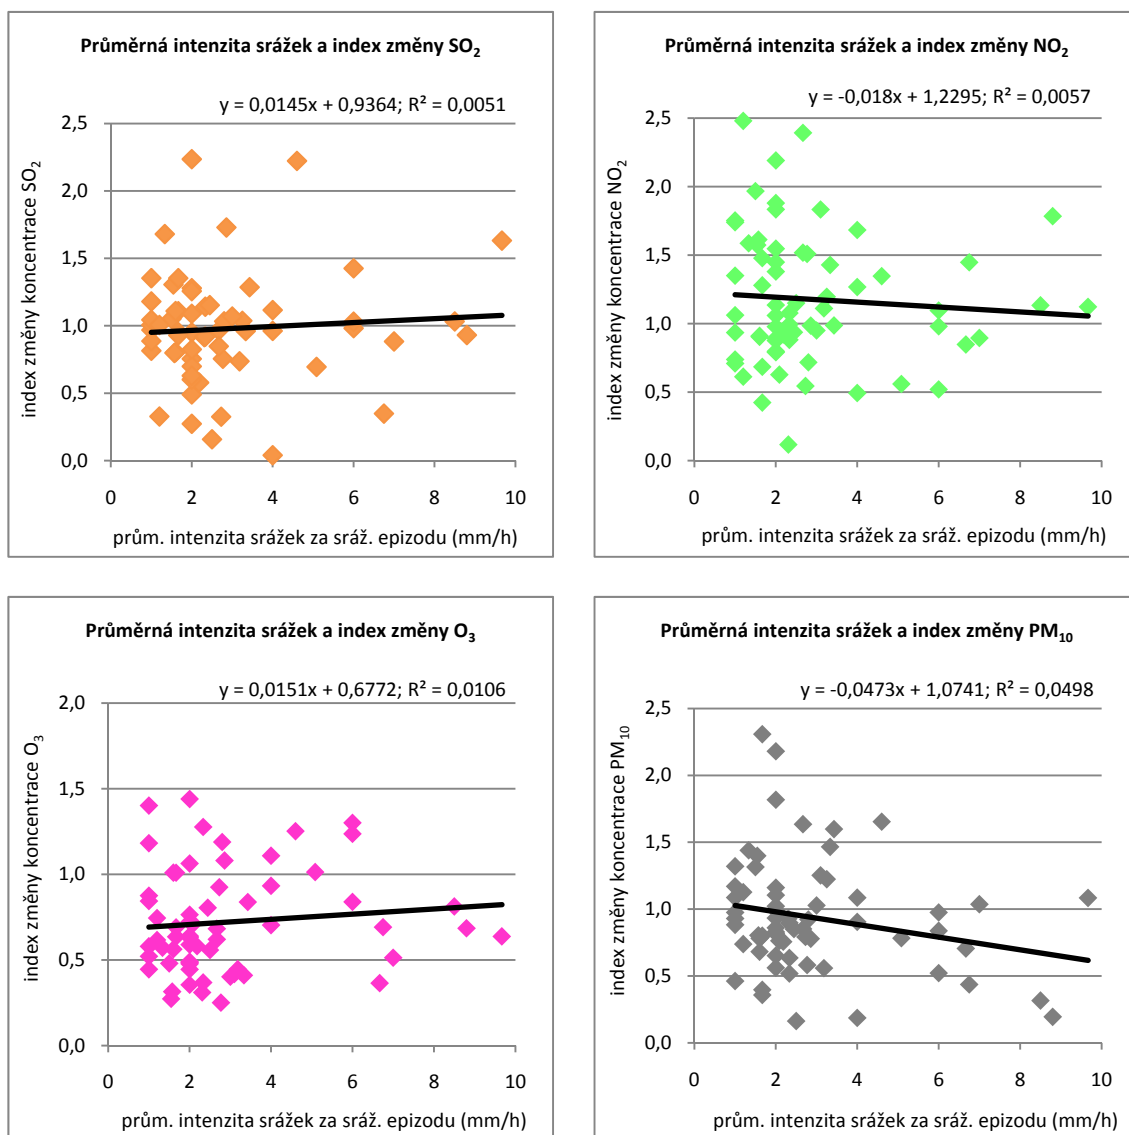 Průměrná intenzita srážek a index změny SO₂
y = 0,0145x + 0,9364; R² = 0,0051
index změny koncentrace SO₂
2,5
2,0
1,5
1,0
0,5
0,0
0 2 4 6 8 10
prům. intenzita srážek za sráž. epizodu (mm/h)
Průměrná intenzita srážek a index změny NO₂
y = -0,018x + 1,2295; R² = 0,0057
index změny koncentrace NO₂
2,5
2,0
1,5
1,0
0,5
0,0
0 2 4 6 8 10
prům. intenzita srážek za sráž. epizodu (mm/h)
Průměrná intenzita srážek a index změny O₃
y = 0,0151x + 0,6772; R² = 0,0106
index změny koncentrace O₃
2,0
1,5
1,0
0,5
0,0
0 2 4 6 8 10
prům. intenzita srážek za sráž. epizodu (mm/h)
Průměrná intenzita srážek a index změny PM₁₀
y = -0,0473x + 1,0741; R² = 0,0498
index změny koncentrace PM₁₀
2,5
2,0
1,5
1,0
0,5
0,0
0 2 4 6 8 10
prům. intenzita srážek za sráž. epizodu (mm/h)